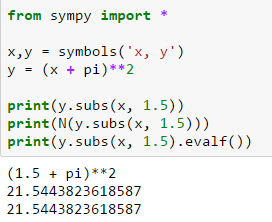 from sympy import *
x,y = symbols('x, y')
y = (x + pi)**2
print(y.subs(x, 1.5))
print(N(y.subs(x, 1.5)))
print(y.subs(x, 1.5).evalf())
(1.5 + pi)**2
21.5443823618587
21.5443823618587